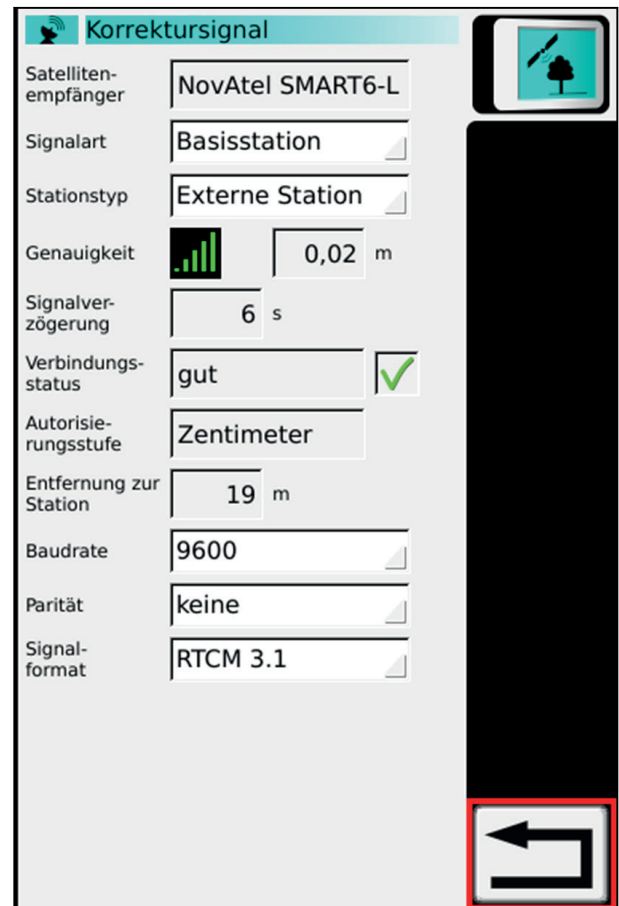 Korrektursignal
Satelliten-
empfänger
NovAtel SMART6-L
Signalart
Basisstation
Stationstyp
Externe Station
Genauigkeit
0,02 m
Signalver-
zögerung
6 s
Verbindungs-
status
gut
Autorisie-
rungsstufe
Zentimeter
Entfernung zur
Station
19 m
Baudrate
9600
Parität
keine
Signal-
format
RTCM 3.1